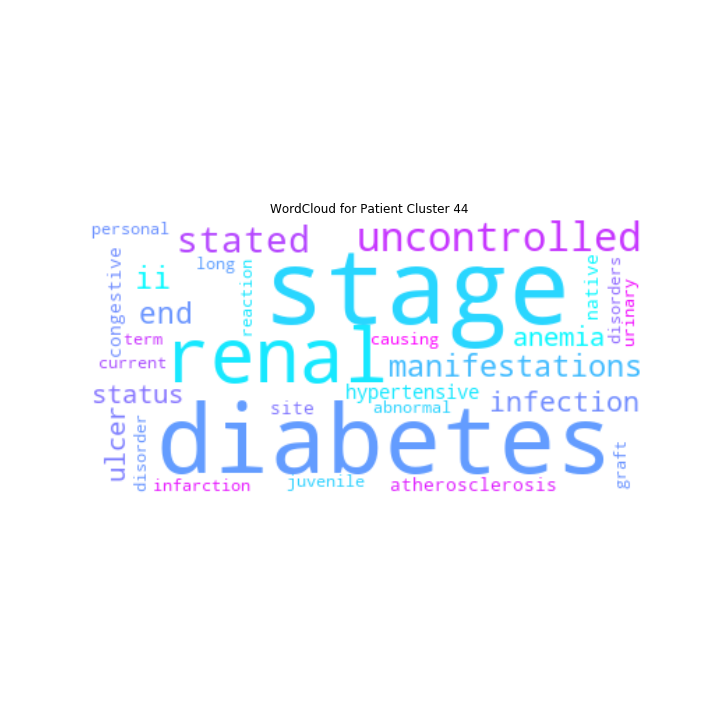 WordCloud for Patient Cluster 44
personal
stated
uncontrolled
congestive
long
reaction
stage
native
disorders
urinary
ii
end
term
renal
causing
anemia
current
manifestations
status
hypertensive
infection
site
abnormal
ulcer
disorder
diabetes
graft
infarction
juvenile
atherosclerosis